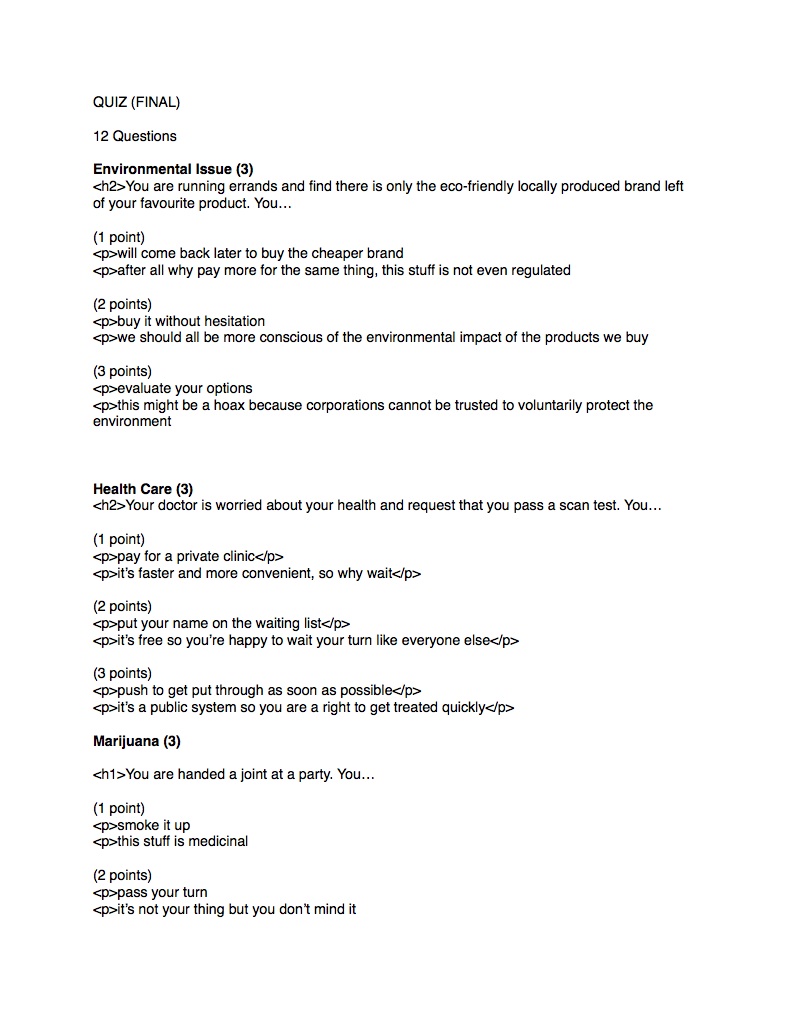 QUIZ (FINAL)
12 Questions
Environmental Issue (3)
<h2>You are running errands and find there is only the eco-friendly locally produced brand left
of your favourite product. You…
(1 point)
<p>will come back later to buy the cheaper brand
<p>after all why pay more for the same thing, this stuff is not even regulated
(2 points)
<p>buy it without hesitation
<p>we should all be more conscious of the environmental impact of the products we buy
(3 points)
<p>evaluate your options
<p>this might be a hoax because corporations cannot be trusted to voluntarily protect the
environment
Health Care (3)
<h2>Your doctor is worried about your health and request that you pass a scan test. You…
(1 point)
<p>pay for a private clinic</p>
<p>it’s faster and more convenient, so why wait</p>
(2 points)
<p>put your name on the waiting list</p>
<p>it’s free so you’re happy to wait your turn like everyone else</p>
(3 points)
<p>push to get put through as soon as possible</p>
<p>it’s a public system so you are a right to get treated quickly</p>
Marijuana (3)
<h1>You are handed a joint at a party. You…
(1 point)
<p>smoke it up
<p>this stuff is medicinal
(2 points)
<p>pass your turn
<p>it’s not your thing but you don’t mind it